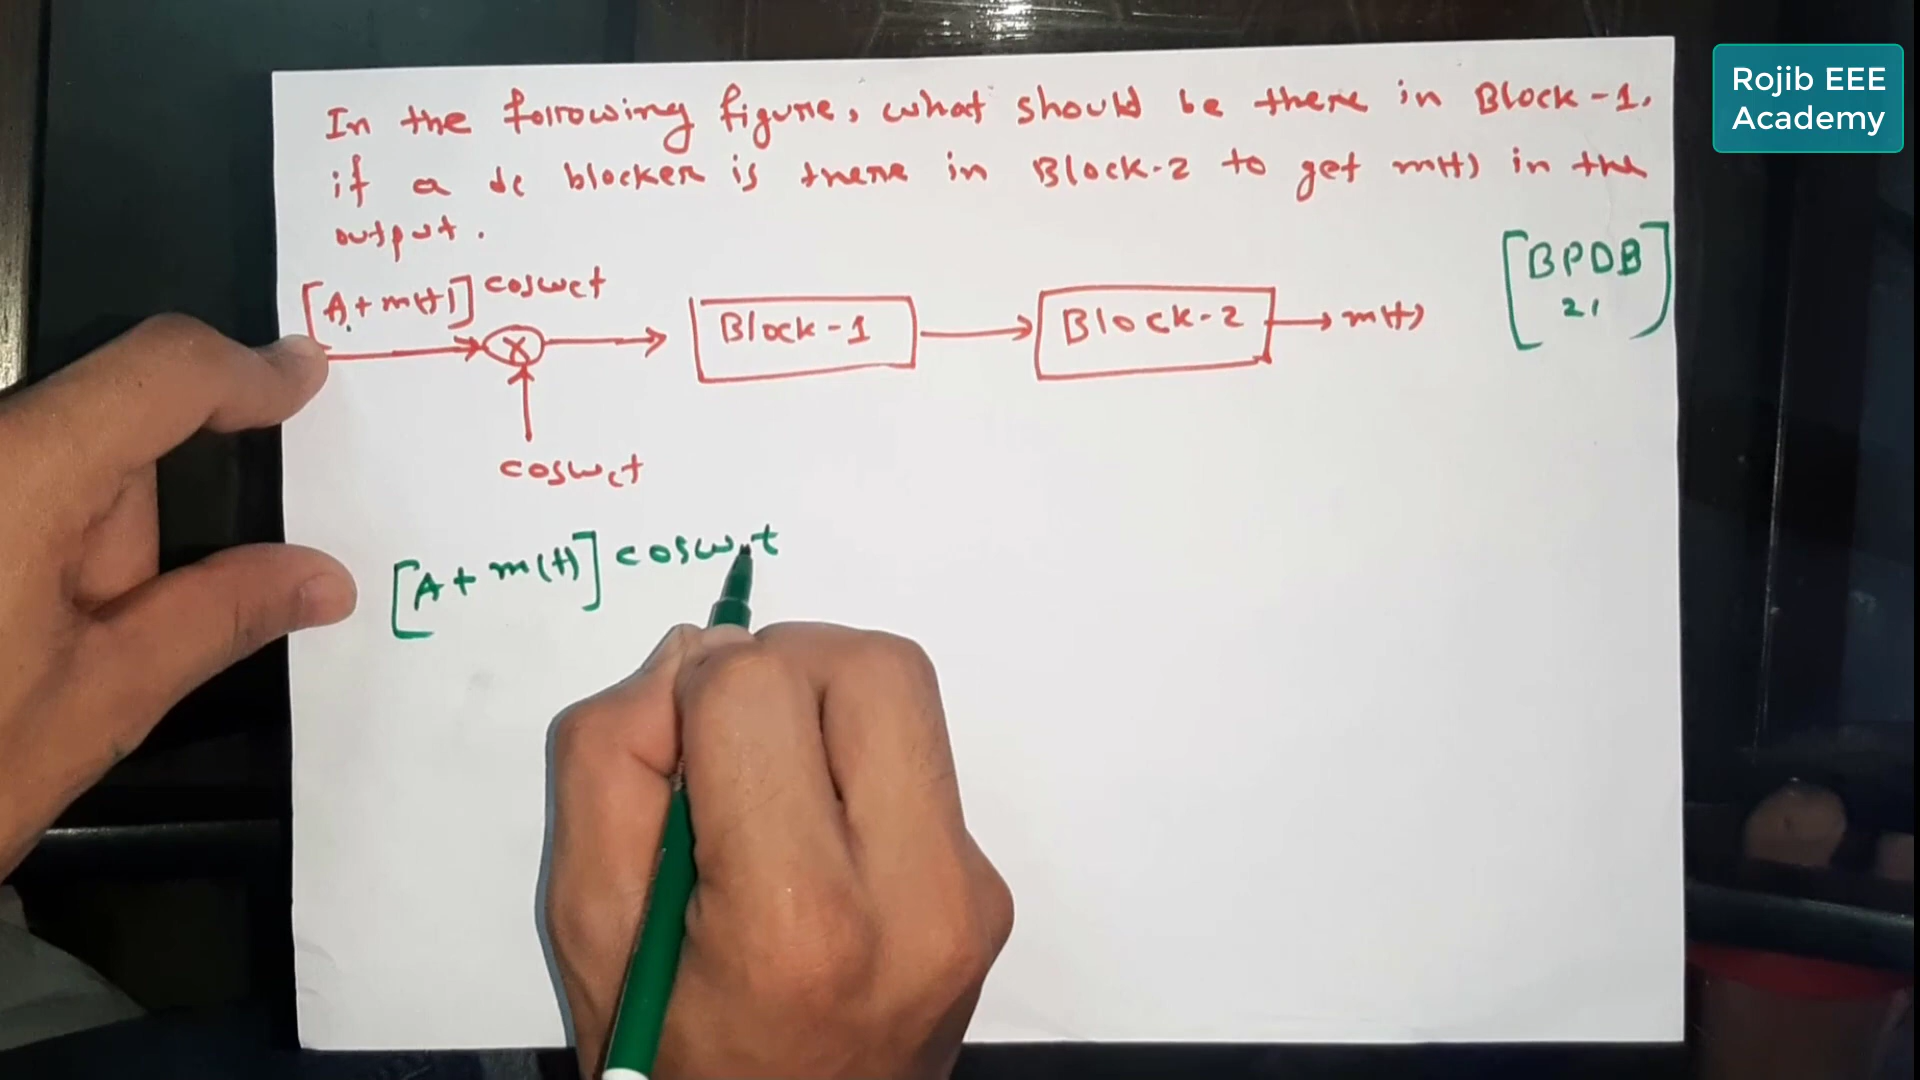 In the following figure, what should be there in Block-1.
if a dc blocker is there in Block-2 to get m(t) in the
output.
[A + m(t)] cosωct
X
Block-1
Block-2
m(t)
cosωct
[BPDB
21]
[A + m(t)] cosωct
Rojib EEE
Academy